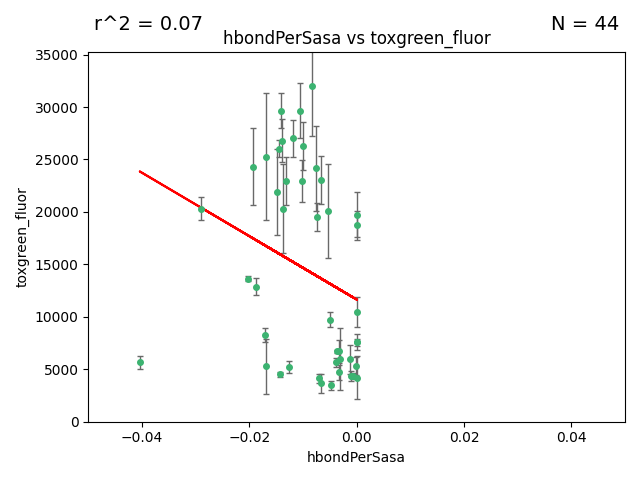 r^2 = 0.07
N = 44
hbondPerSasa vs toxgreen_fluor
35000
30000
25000
20000
15000
10000
5000
0
toxgreen_fluor
−0.04
−0.02
0.00
0.02
0.04
hbondPerSasa